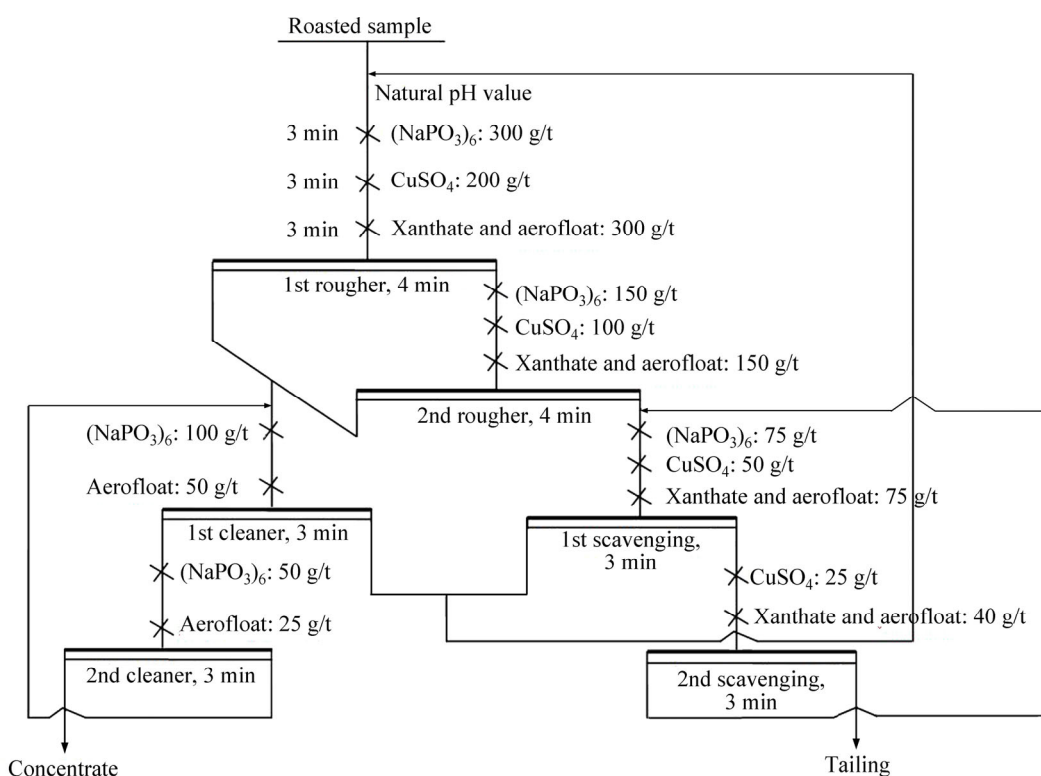 Roasted sample
Natural pH value
3 min (NaPO3)6: 300 g/t
3 min CuSO4: 200 g/t
3 min Xanthate and aerofloat: 300 g/t
1st rougher, 4 min
(NaPO3)6: 150 g/t
CuSO4: 100 g/t
Xanthate and aerofloat: 150 g/t
2nd rougher, 4 min
(NaPO3)6: 100 g/t
Aerofloat: 50 g/t
(NaPO3)6: 75 g/t
CuSO4: 50 g/t
Xanthate and aerofloat: 75 g/t
1st cleaner, 3 min
1st scavenging,
3 min
(NaPO3)6: 50 g/t
Aerofloat: 25 g/t
CuSO4: 25 g/t
Xanthate and aerofloat: 40 g/t
2nd cleaner, 3 min
2nd scavenging,
3 min
Concentrate
Tailing